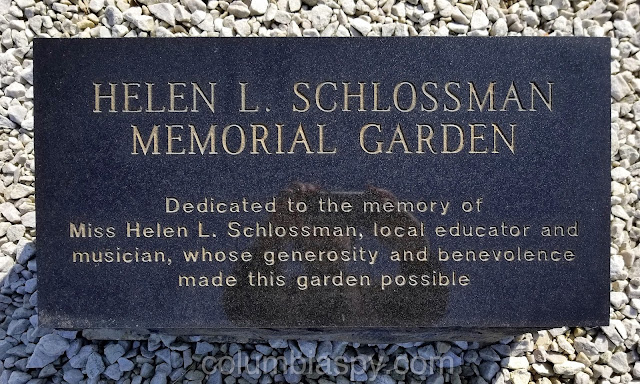 HELEN L. SCHLOSSMAN
MEMORIAL GARDEN
Dedicated to the memory of
Miss Helen L. Schlossman, local educator and
musician, whose generosity and benevolence
made this garden possible
columbiaspy.com